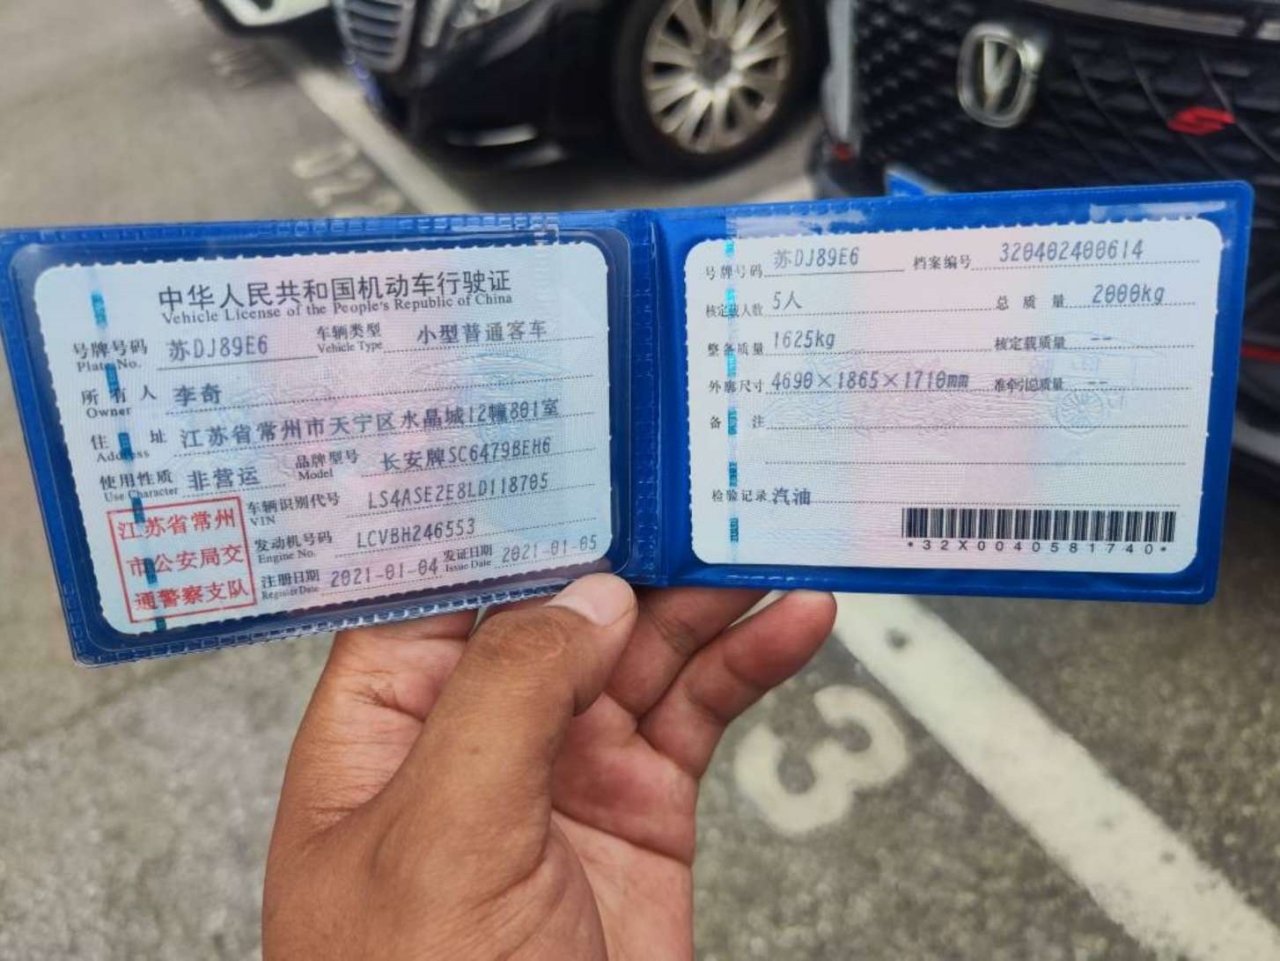 中华人民共和国机动车行驶证
Vehicle License of the People's Republic of China
号牌号码 苏DJ89E6 车辆类型 小型普通客车
Plate No. Vehicle Type
所有人 李奇
Owner
住址 江苏省常州市天宁区水晶城12幢801室
Address
使用性质 非营运 品牌型号 长安牌SC6479BEH6
Use Character Model
江苏省常州
市公安局交
通警察支队
车辆识别代号 LS4ASE2E8LD118705
VIN
发动机号码 LCVBH246553
Engine No.
注册日期 2021-01-04 发证日期 2021-01-05
Register Date Issue Date
号牌号码 苏DJ89E6 档案编号 320402400614
核定载人数 5人 总质量 2000kg
整备质量 1625kg 核定载质量 --
外廓尺寸 4690×1865×1710mm 准牵引总质量 --
备注
检验记录 汽油
*32X0040581740*
V
S
3